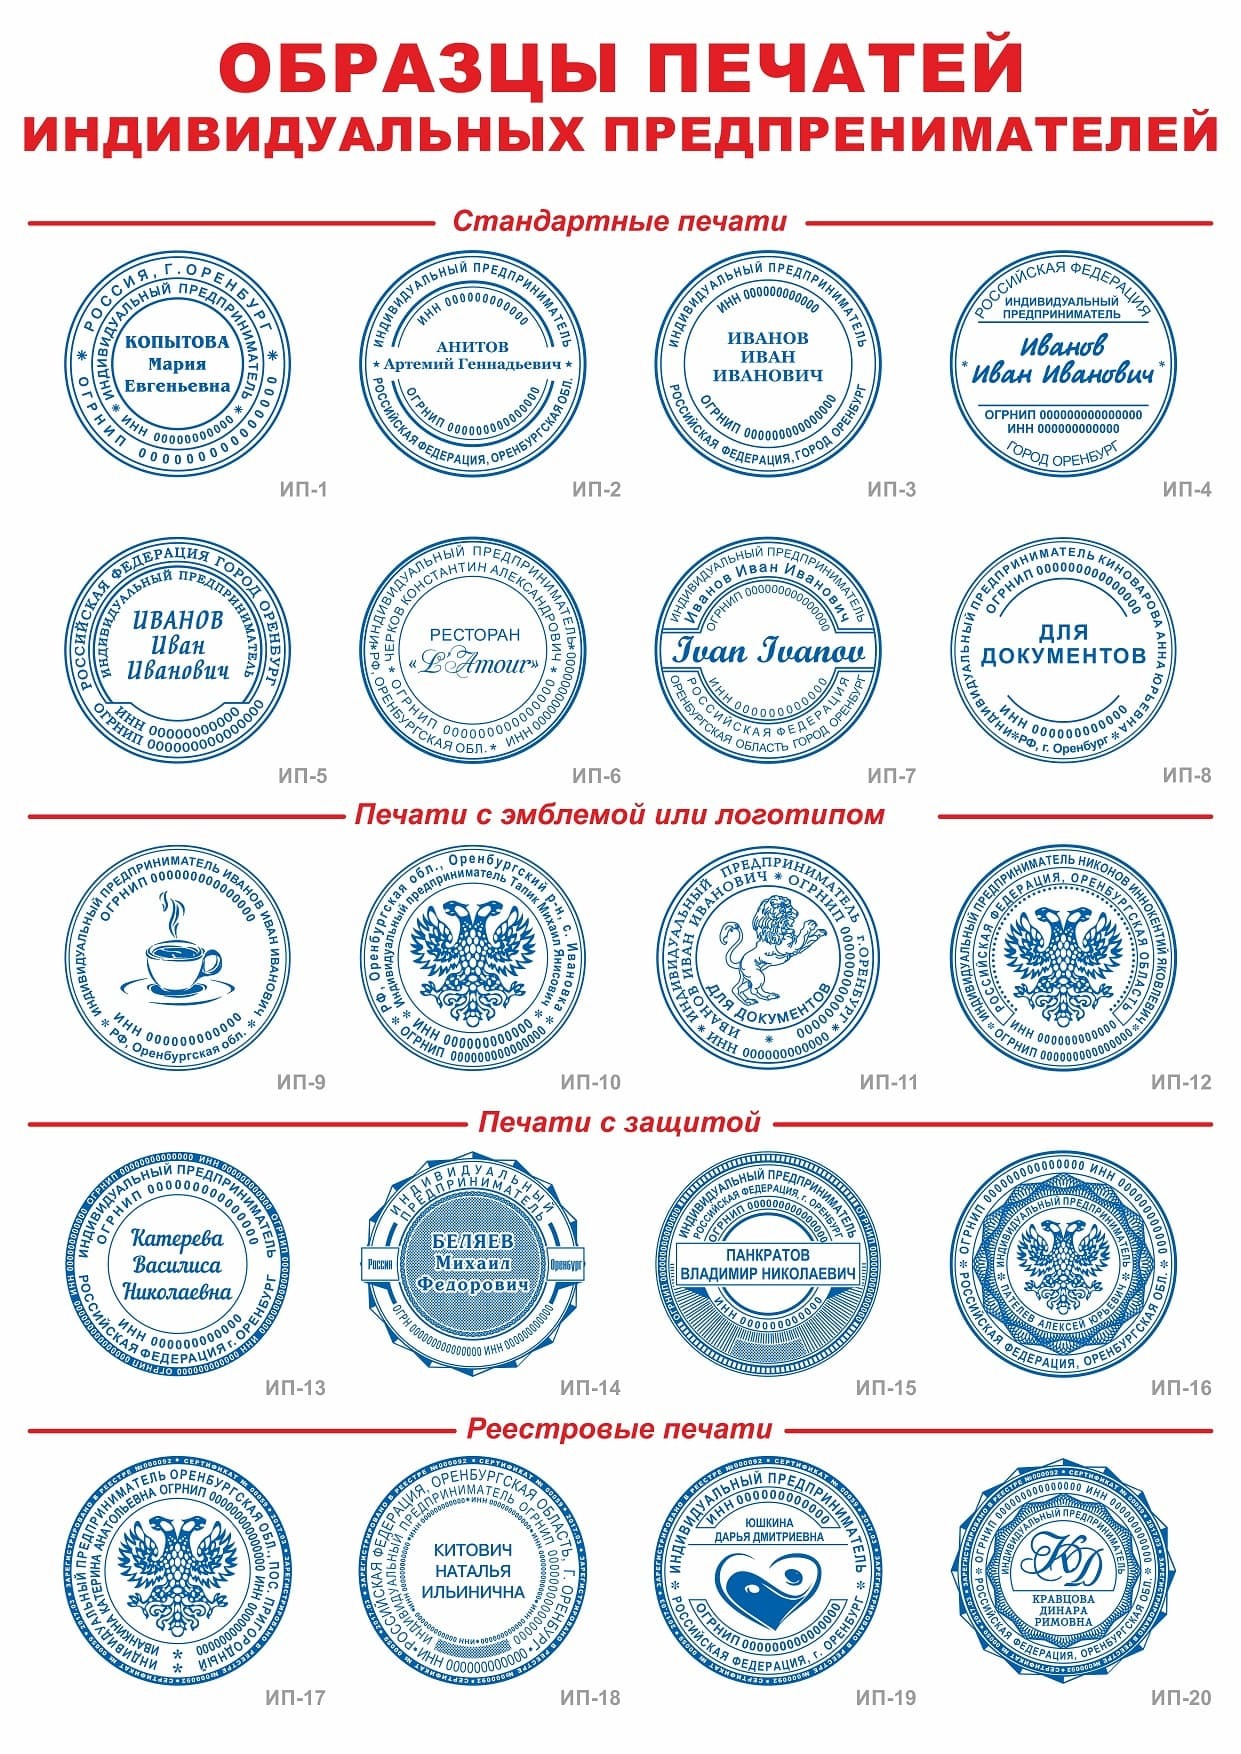 ОБРАЗЦЫ ПЕЧАТЕЙ
ИНДИВИДУАЛЬНЫХ ПРЕДПРЕНИМАТЕЛЕЙ
Стандартные печати
РОССИЯ, Г. ОРЕНБУРГ
ИНДИВИДУАЛЬНЫЙ ПРЕДПРИНИМАТЕЛЬ
КОПЫТОВА
Мария
Евгеньевна
ИНН 00000000000
ОГРНИП 0000000000000
ИП-1
ИНДИВИДУАЛЬНЫЙ ПРЕДПРИНИМАТЕЛЬ
ИНН 000000000000
АНИТОВ
* Артемий Геннадьевич *
ОГРНИП 000000000000000
РОССИЙСКАЯ ФЕДЕРАЦИЯ, ОРЕНБУРГСКАЯ ОБЛ.
ИП-2
ИНДИВИДУАЛЬНЫЙ ПРЕДПРИНИМАТЕЛЬ
ИНН 000000000000
ИВАНОВ
ИВАН
ИВАНОВИЧ
ОГРНИП 000000000000000
РОССИЙСКАЯ ФЕДЕРАЦИЯ, ГОРОД ОРЕНБУРГ
ИП-3
РОССИЙСКАЯ ФЕДЕРАЦИЯ
ИНДИВИДУАЛЬНЫЙ
ПРЕДПРИНИМАТЕЛЬ
Иванов
* Иван Иванович *
ОГРНИП 000000000000000
ИНН 000000000000
ГОРОД ОРЕНБУРГ
ИП-4
РОССИЙСКАЯ ФЕДЕРАЦИЯ ГОРОД ОРЕНБУРГ
ИНДИВИДУАЛЬНЫЙ ПРЕДПРИНИМАТЕЛЬ
ИВАНОВ
Иван
Иванович
ИНН 000000000000
ОГРНИП 000000000000000
ИП-5
ИНДИВИДУАЛЬНЫЙ ПРЕДПРИНИМАТЕЛЬ
ЧЕРКОВ КОНСТАНТИН АЛЕКСАНДРОВИЧ
РЕСТОРАН
«L'Amour»
* ОГРНИП 000000000000000 *
*РФ, ОРЕНБУРГСКАЯ ОБЛ. * ИНН 000000000000*
ИП-6
ИНДИВИДУАЛЬНЫЙ ПРЕДПРИНИМАТЕЛЬ
Иванов Иван Иванович
ОГРНИП 000000000000000
Ivan Ivanov
ИНН 000000000000
РОССИЙСКАЯ ФЕДЕРАЦИЯ
ОРЕНБУРГСКАЯ ОБЛАСТЬ ГОРОД ОРЕНБУРГ
ИП-7
ИНДИВИДУАЛЬНЫЙ ПРЕДПРИНИМАТЕЛЬ КИНОВАРОВА АННА ЮРЬЕВНА
ОГРНИП 000000000000000
ДЛЯ
ДОКУМЕНТОВ
ИНН 000000000000
*РФ, г. Оренбург *
ИП-8
Печати с эмблемой или логотипом
ИНДИВИДУАЛЬНЫЙ ПРЕДПРИНИМАТЕЛЬ ИВАНОВ ИВАН ИВАНОВИЧ
ОГРНИП 000000000000000
ИНН 000000000000
* РФ, Оренбургская обл. *
ИП-9
РФ, Оренбургская обл., Оренбургский р-н, с. Ивановка
Индивидуальный предприниматель Тапик Михаил Янинович
* ИНН 000000000000 *
* ОГРНИП 000000000000000 *
ИП-10
ИНДИВИДУАЛЬНЫЙ ПРЕДПРИНИМАТЕЛЬ г.ОРЕНБУРГ
ИВАНОВ ИВАН ИВАНОВИЧ * ОГРНИП 000000000000000
ДЛЯ ДОКУМЕНТОВ
*
* ИНН 000000000000 *
ИП-11
ИНДИВИДУАЛЬНЫЙ ПРЕДПРИНИМАТЕЛЬ НИКОНОВ ИННОКЕНТИЙ ЯКОВЛЕВИЧ
РОССИЙСКАЯ ФЕДЕРАЦИЯ, ОРЕНБУРГСКАЯ ОБЛАСТЬ
ИНН 000000000000
* ОГРНИП 000000000000000 *
ИП-12
Печати с защитой
ИНН 000000000000 ОГРНИП 000000000000000
ИНДИВИДУАЛЬНЫЙ ПРЕДПРИНИМАТЕЛЬ
ОГРНИП 000000000000000
Катерева
Василиса
Николаевна
ИНН 000000000000
РОССИЙСКАЯ ФЕДЕРАЦИЯ г. ОРЕНБУРГ
ИП-13
ИНДИВИДУАЛЬНЫЙ
ПРЕДПРИНИМАТЕЛЬ
БЕЛЯЕВ
Россия Михаил Оренбург
Федорович
ОГРН 000000000000000 ИНН 000000000000
ИП-14
ИНДИВИДУАЛЬНЫЙ ПРЕДПРИНИМАТЕЛЬ
РОССИЙСКАЯ ФЕДЕРАЦИЯ, г. ОРЕНБУРГ
ОГРНИП 000000000000000
ПАНКРАТОВ
ВЛАДИМИР НИКОЛАЕВИЧ
ИНН 000000000000
ИП-15
* ОГРНИП 000000000000000 ИНН 000000000000 *
ИНДИВИДУАЛЬНЫЙ ПРЕДПРИНИМАТЕЛЬ
* ПАТЕЛЕВ АЛЕКСЕЙ ЮРЬЕВИЧ *
РОССИЙСКАЯ ФЕДЕРАЦИЯ, ОРЕНБУРГСКАЯ ОБЛ.
ИП-16
Реестровые печати
ЗАРЕГИСТРИРОВАНО В РЕЕСТРЕ №000092 * СЕРТИФИКАТ №
ИНДИВИДУАЛЬНЫЙ ПРЕДПРИНИМАТЕЛЬ ОРЕНБУРГСКАЯ ОБЛ., ПОС. ПРИГОРОДНЫЙ
ИВАНКИНА КАТЕРИНА АНАТОЛЬЕВНА ОГРНИП 000000000000000 ИНН 000000000000
ИП-17
РОССИЙСКАЯ ФЕДЕРАЦИЯ, ОРЕНБУРГСКАЯ ОБЛАСТЬ, Г. ОРЕНБУРГ
ИНДИВИДУАЛЬНЫЙ ПРЕДПРИНИМАТЕЛЬ ОГРНИП 000000000000000
КИТОВИЧ
НАТАЛЬЯ
ИЛЬИНИЧНА
ИНН 000000000000
ИП-18
ИНДИВИДУАЛЬНЫЙ ПРЕДПРИНИМАТЕЛЬ
ИНН 000000000000
ЮШКИНА
ДАРЬЯ ДМИТРИЕВНА
ОГРНИП 000000000000000
* РОССИЙСКАЯ ФЕДЕРАЦИЯ, г. ОРЕНБУРГ *
ИП-19
* ОГРНИП 000000000000000 ИНН 000000000000 *
ИНДИВИДУАЛЬНЫЙ ПРЕДПРИНИМАТЕЛЬ
КД
КРАВЦОВА
ДИНАРА
РИМОВНА
РОССИЙСКАЯ ФЕДЕРАЦИЯ, ОРЕНБУРГСКАЯ ОБЛ.
ИП-20